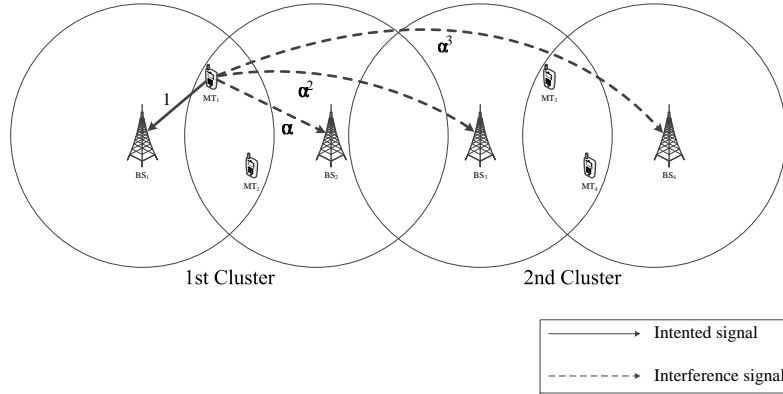 α³
α²
1
α
MT₁
MT₃
BS₁
BS₂
BS₃
BS₄
MT₂
MT₄
1st Cluster
2nd Cluster
Intented signal
Interference signal